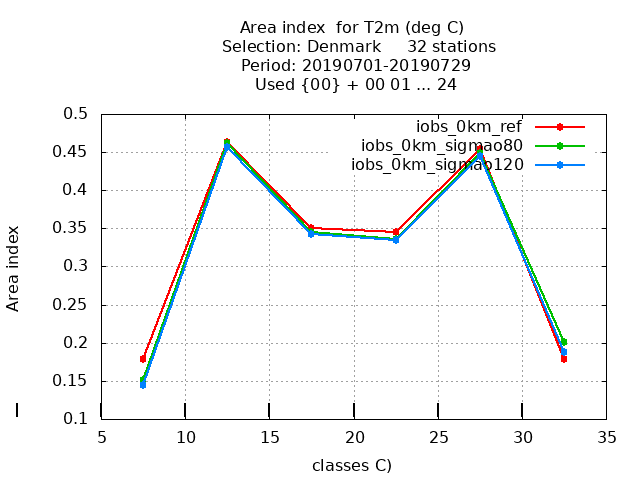 Area index  for T2m (deg C)
Selection: Denmark     32 stations
Period: 20190701-20190729
Used {00} + 00 01 ... 24
iobs_0km_ref
iobs_0km_sigmao80
iobs_0km_sigmao120
0.5
0.45
0.4
0.35
0.3
0.25
0.2
0.15
0.1
Area index
5
10
15
20
25
30
35
classes C)